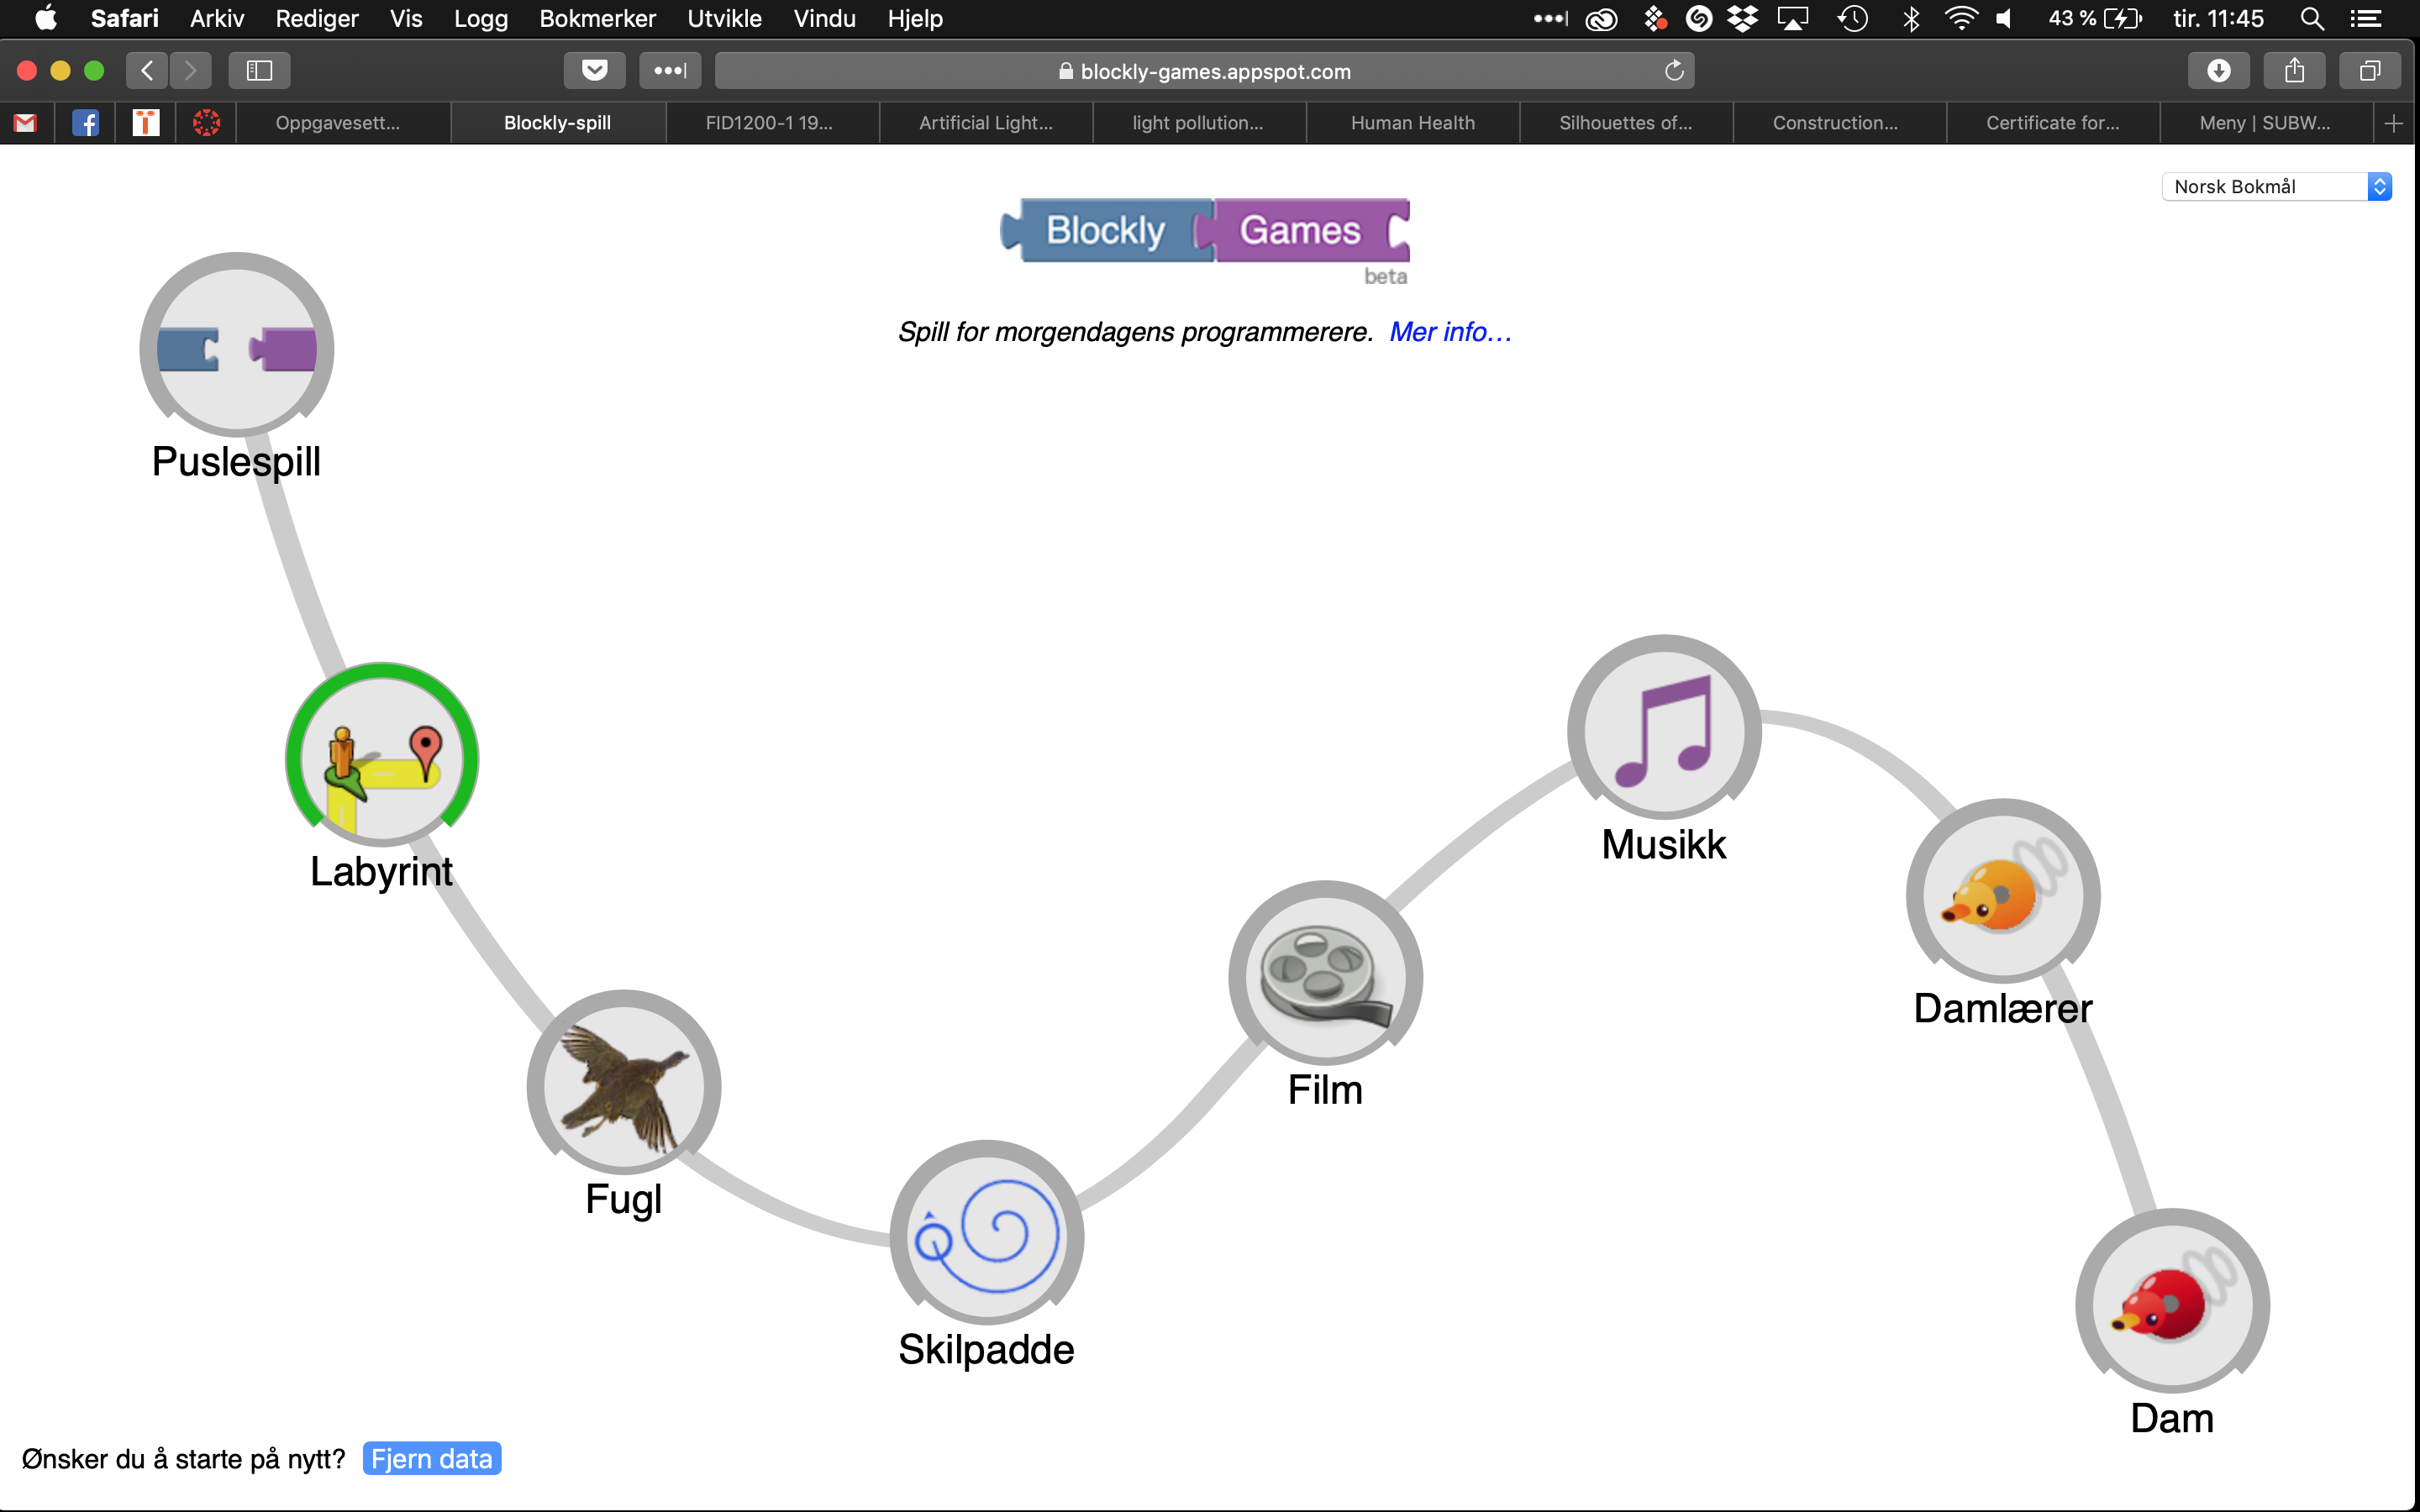 Safari Arkiv Rediger Vis Logg Bokmerker Utvikle Vindu Hjelp 43 % tir. 11:45
blockly-games.appspot.com
Oppgavesett... Blockly-spill FID1200-1 19... Artificial Light... light pollution... Human Health Silhouettes of... Construction... Certificate for... Meny | SUBW...
Norsk Bokmål
Blockly Games
beta
Spill for morgendagens programmerere. Mer info...
Puslespill
Labyrint
Fugl
Skilpadde
Film
Musikk
Damlærer
Dam
Ønsker du å starte på nytt? Fjern data